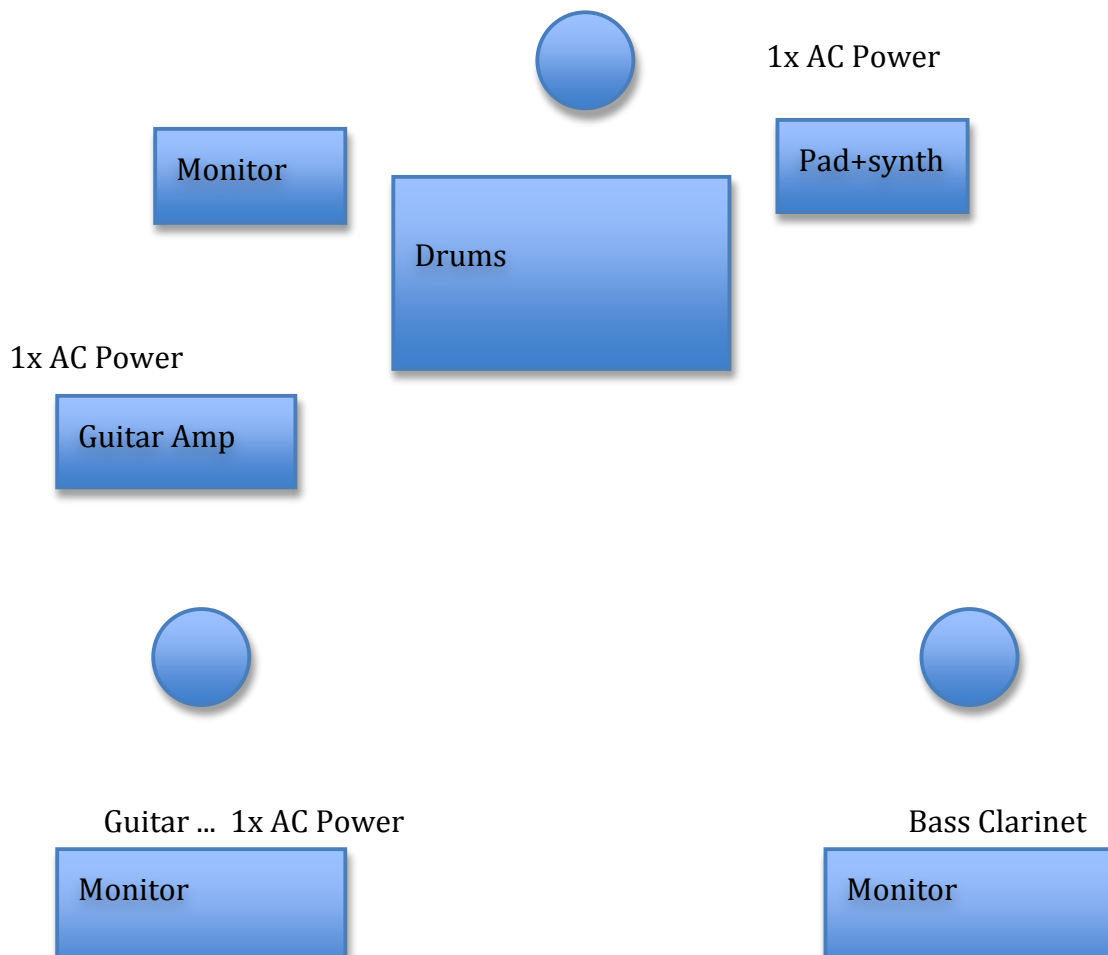 1x AC Power
Monitor
Pad+synth
Drums
1x AC Power
Guitar Amp
Guitar ... 1x AC Power
Bass Clarinet
Monitor
Monitor